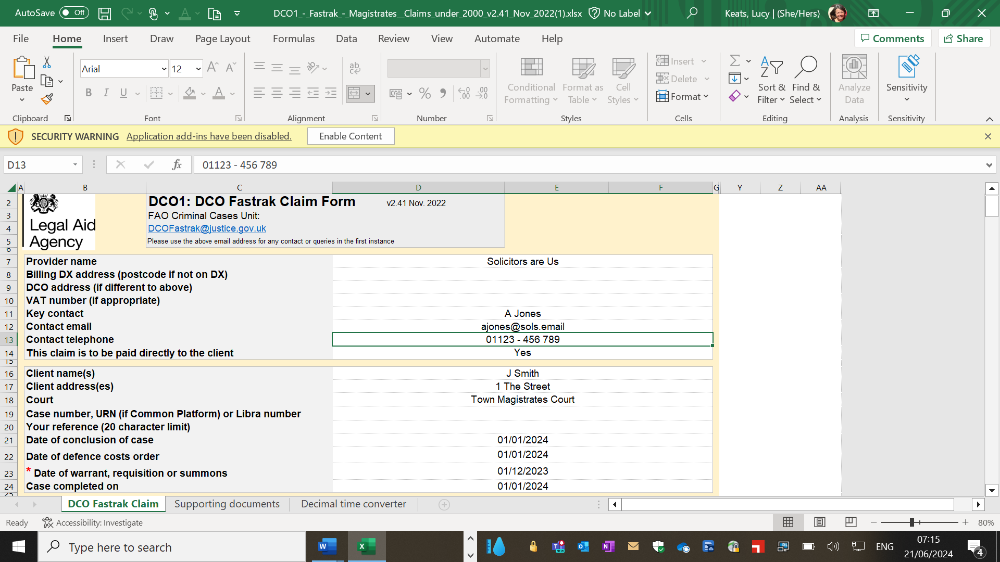 AutoSave Off DCO1_-_Fastrak_-_Magistrates__Claims_under_2000_v2.41_Nov_2022(1).xlsx No Label Keats, Lucy | (She/Hers)
File Home Insert Draw Page Layout Formulas Data Review View Automate Help Comments Share
Arial 12 ab Insert
Paste Conditional Format as Cell Delete Sort & Find & Analyze Sensitivity
B I U % Formatting Table Styles Format Filter Select Data
Clipboard Font Alignment Number Styles Cells Editing Analysis Sensitivity
SECURITY WARNING Application add-ins have been disabled. Enable Content
D13 fx 01123 - 456 789
A B C D E F G Y Z AA
2 DCO1: DCO Fastrak Claim Form v2.41 Nov. 2022
3 FAO Criminal Cases Unit:
4 Legal Aid DCOFastrak@justice.gov.uk
5 Agency Please use the above email address for any contact or queries in the first instance
6
7 Provider name Solicitors are Us
8 Billing DX address (postcode if not on DX)
9 DCO address (if different to above)
10 VAT number (if appropriate)
11 Key contact A Jones
12 Contact email ajones@sols.email
13 Contact telephone 01123 - 456 789
14 This claim is to be paid directly to the client Yes
15
16 Client name(s) J Smith
17 Client address(es) 1 The Street
18 Court Town Magistrates Court
19 Case number, URN (if Common Platform) or Libra number
20 Your reference (20 character limit)
21 Date of conclusion of case 01/01/2024
22 Date of defence costs order 01/01/2024
23 * Date of warrant, requisition or summons 01/12/2023
24 Case completed on 01/01/2024
25
DCO Fastrak Claim Supporting documents Decimal time converter
Ready Accessibility: Investigate 80%
Type here to search ENG 07:15
21/06/2024 4